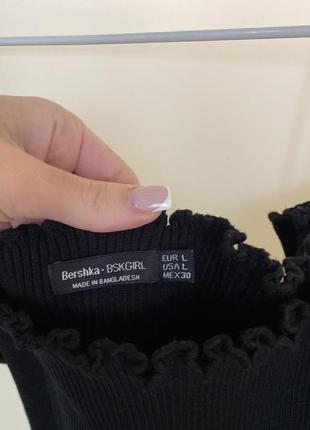 Bershka · BSKGIRL
MADE IN BANGLADESH
EUR L
USA L
MEX 30